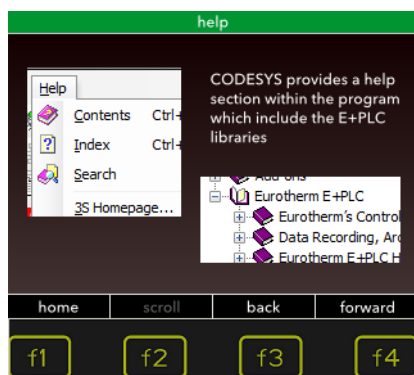 help
Help
Contents Ctrl+
Index Ctrl+
Search
3S Homepage...
CODESYS provides a help
section within the program
which include the E+PLC
libraries
Add-ons
Eurotherm E+PLC
Eurotherm's Control
Data Recording, Arc
Eurotherm E+PLC H
home scroll back forward
f1 f2 f3 f4